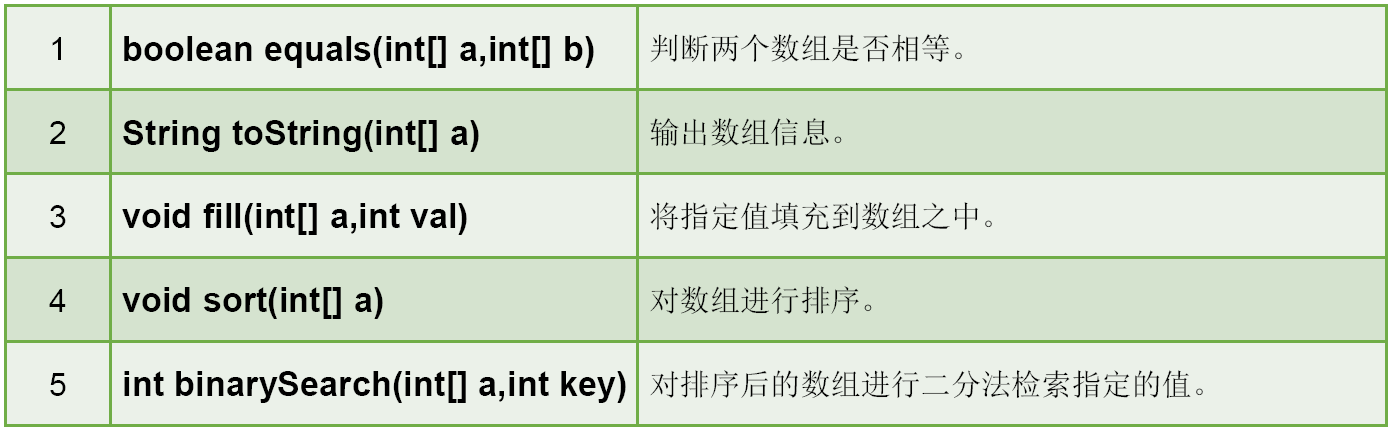 1 boolean equals(int[] a,int[] b) 判断两个数组是否相等。
2 String toString(int[] a) 输出数组信息。
3 void fill(int[] a,int val) 将指定值填充到数组之中。
4 void sort(int[] a) 对数组进行排序。
5 int binarySearch(int[] a,int key) 对排序后的数组进行二分法检索指定的值。